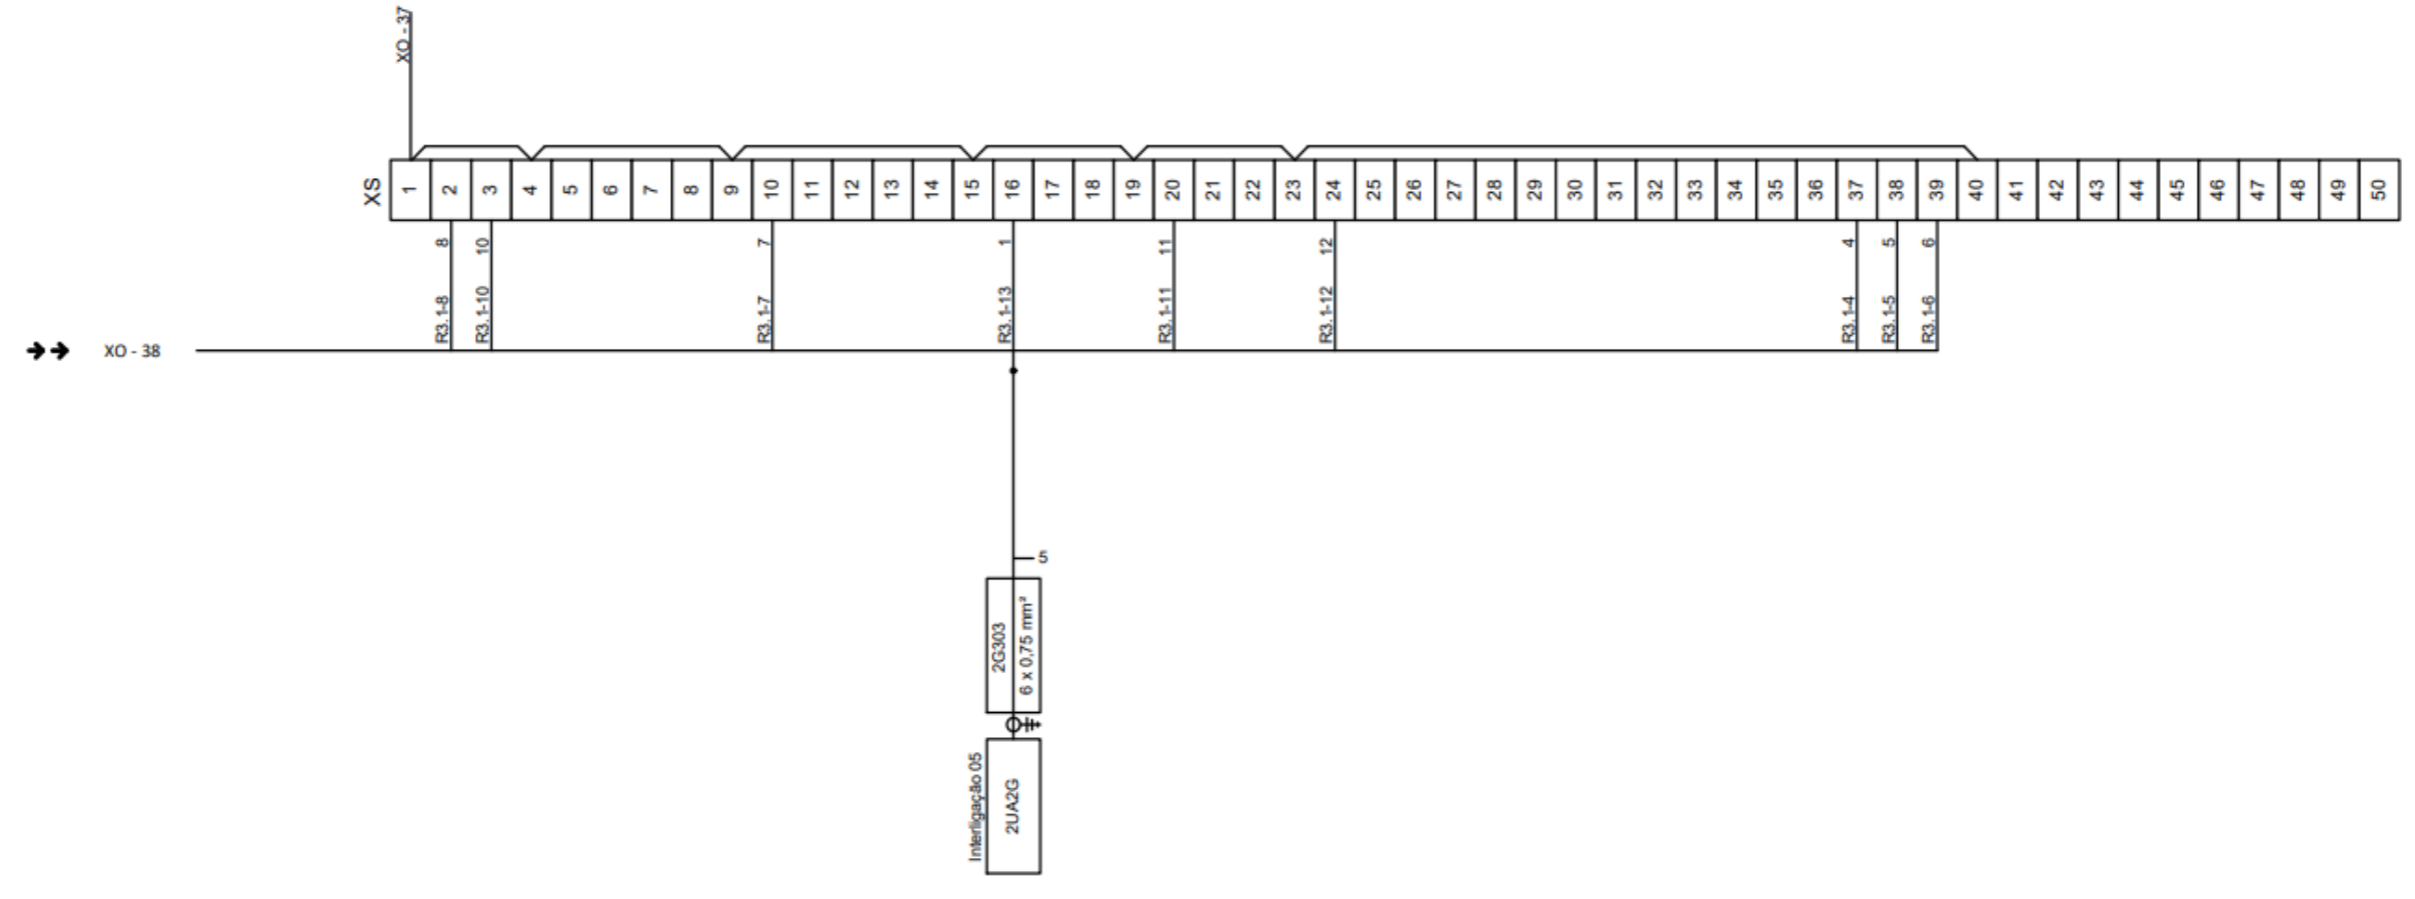 XO - 37
XS
1 2 3 4 5 6 7 8 9 10 11 12 13 14 15 16 17 18 19 20 21 22 23 24 25 26 27 28 29 30 31 32 33 34 35 36 37 38 39 40 41 42 43 44 45 46 47 48 49 50
8 10 7 1 11 12 4 5 6
R3.1-8 R3.1-10 R3.1-7 R3.1-13 R3.1-11 R3.1-12 R3.1-4 R3.1-5 R3.1-6
XO - 38
5
2G303
6 x 0,75 mm²
Interligação 05
2UA2G